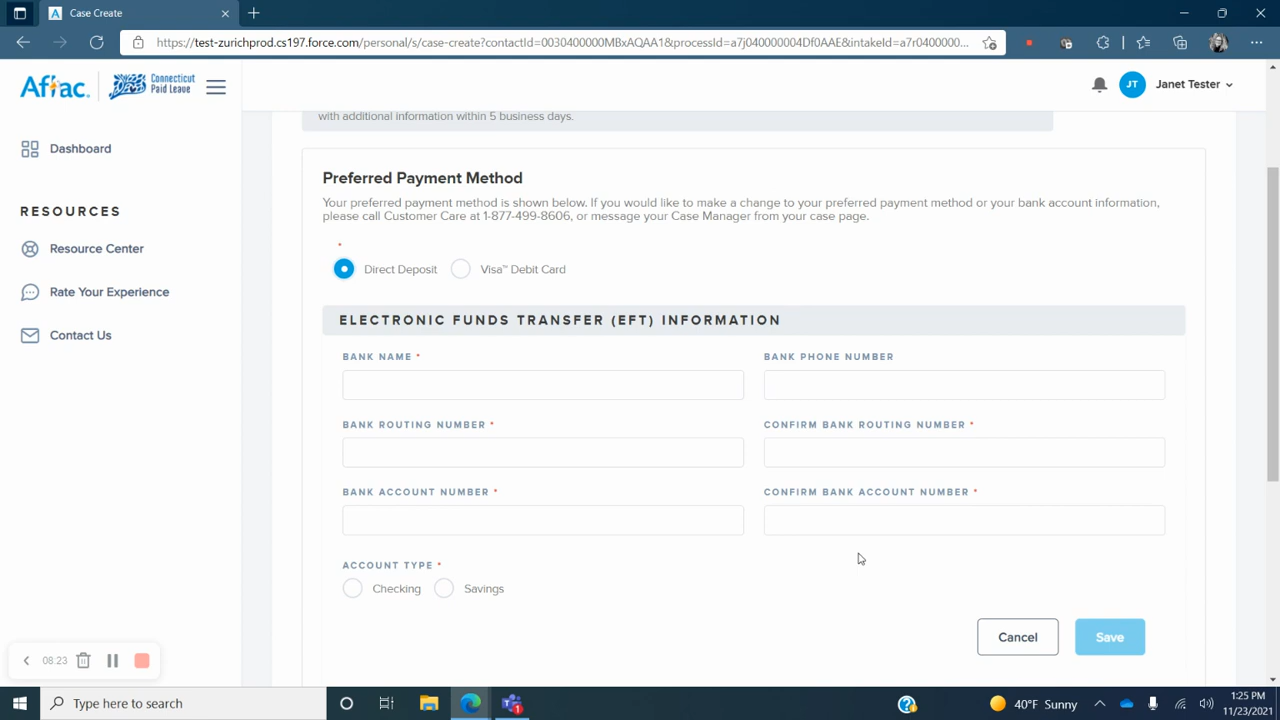 Case Create
https://test-zurichprod.cs197.force.com/personal/s/case-create?contactId=0030400000MBxAQAA1&processId=a7j040000004Df0AAE&intakeId=a7r0400000...
Aflac
Connecticut
Paid Leave
JT
Janet Tester
Dashboard
RESOURCES
Resource Center
Rate Your Experience
Contact Us
with additional information within 5 business days.
Preferred Payment Method
Your preferred payment method is shown below. If you would like to make a change to your preferred payment method or your bank account information,
please call Customer Care at 1-877-499-8606, or message your Case Manager from your case page.
*
Direct Deposit Visa™ Debit Card
ELECTRONIC FUNDS TRANSFER (EFT) INFORMATION
BANK NAME * BANK PHONE NUMBER
BANK ROUTING NUMBER * CONFIRM BANK ROUTING NUMBER *
BANK ACCOUNT NUMBER * CONFIRM BANK ACCOUNT NUMBER *
ACCOUNT TYPE *
Checking Savings
Cancel Save
08:23
Type here to search
1
40°F Sunny
1:25 PM
11/23/2021